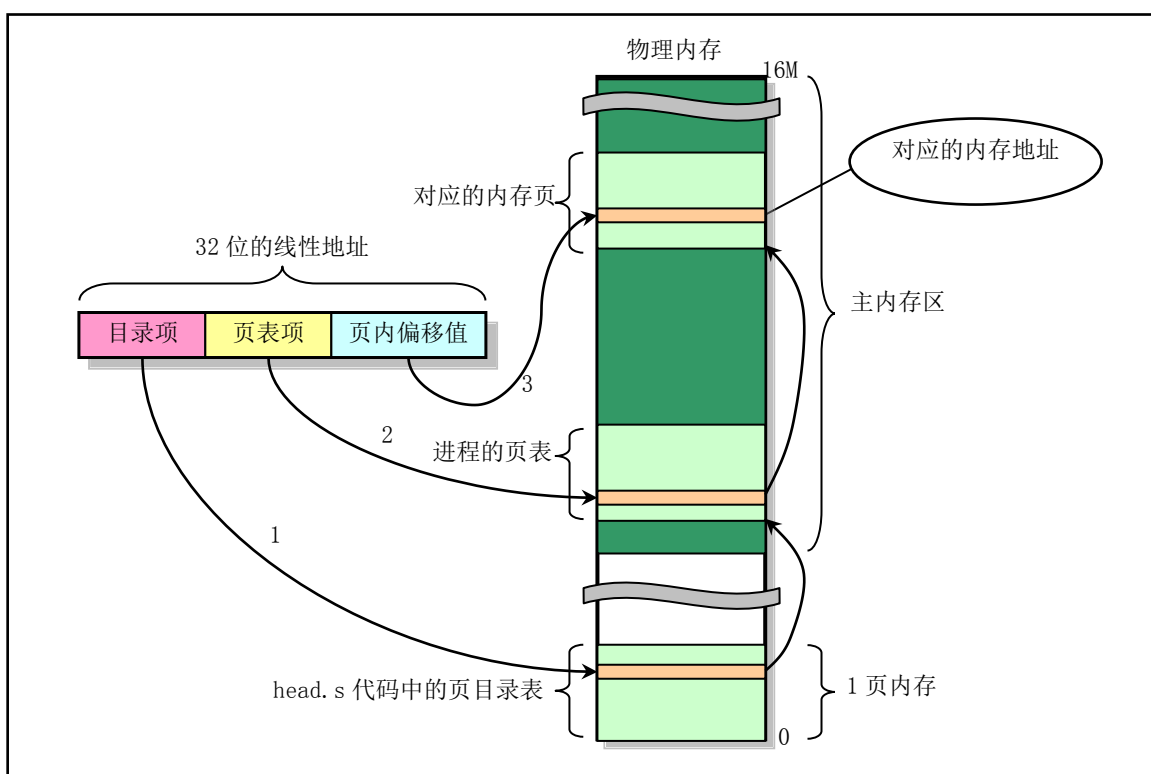 物理内存
16M
对应的内存地址
对应的内存页
32 位的线性地址
主内存区
目录项 页表项 页内偏移值
3
2
进程的页表
1
head.s 代码中的页目录表
1 页内存
0